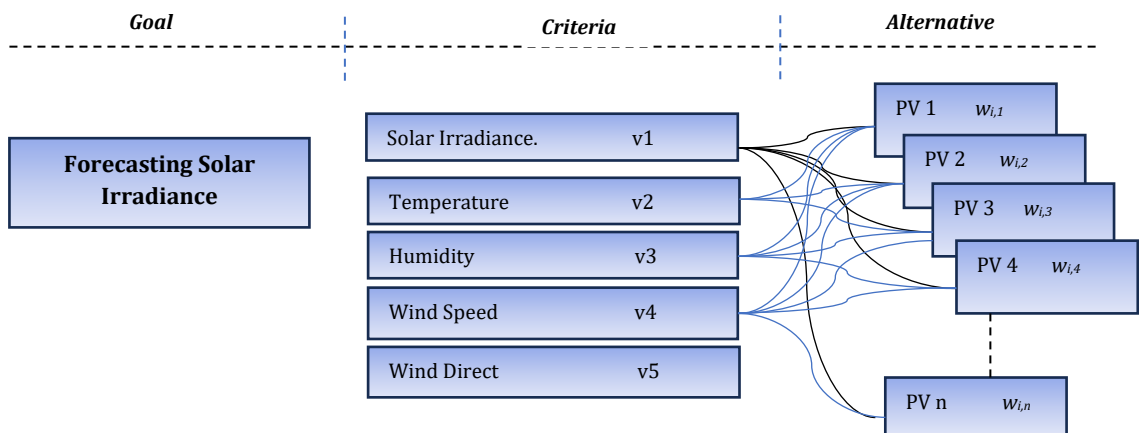 Goal
Criteria
Alternative
Forecasting Solar
Irradiance
Solar Irradiance. v1
Temperature v2
Humidity v3
Wind Speed v4
Wind Direct v5
PV 1 wi,1
PV 2 wi,2
PV 3 wi,3
PV 4 wi,4
PV n wi,n